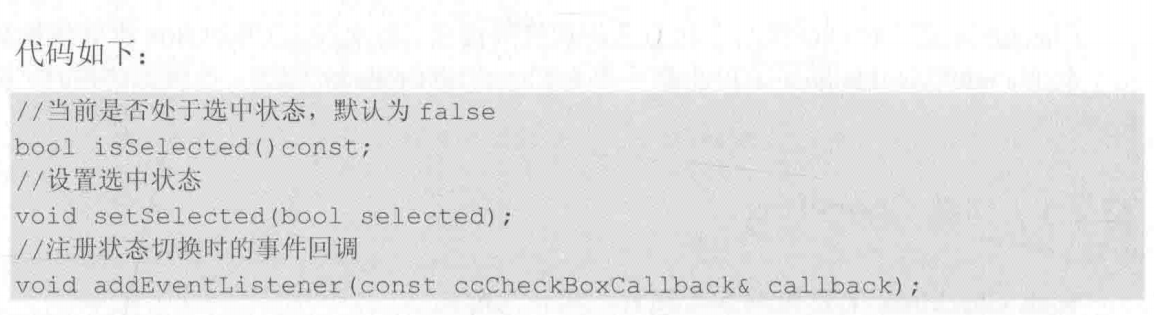 代码如下：
//当前是否处于选中状态，默认为 false
bool isSelected()const;
//设置选中状态
void setSelected(bool selected);
//注册状态切换时的事件回调
void addEventListener(const ccCheckBoxCallback& callback);